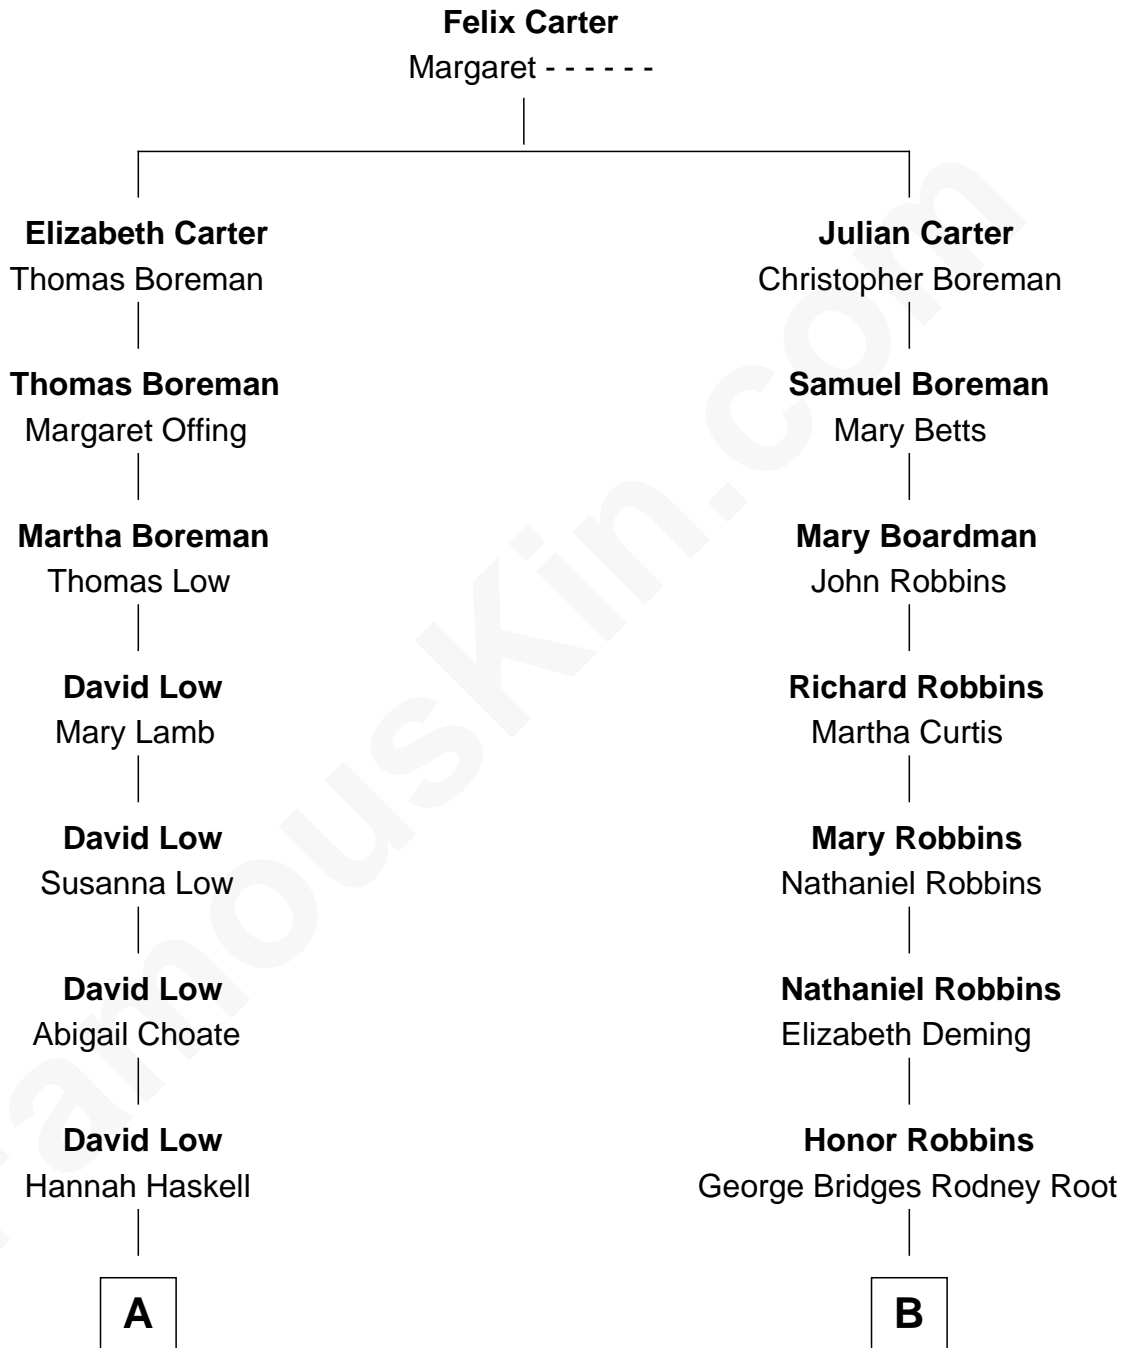 Felix Carter
Margaret - - - - - -
Elizabeth Carter
Thomas Boreman
Julian Carter
Christopher Boreman
Thomas Boreman
Margaret Offing
Samuel Boreman
Mary Betts
Martha Boreman
Thomas Low
Mary Boardman
John Robbins
David Low
Mary Lamb
Richard Robbins
Martha Curtis
David Low
Susanna Low
Mary Robbins
Nathaniel Robbins
David Low
Abigail Choate
Nathaniel Robbins
Elizabeth Deming
David Low
Hannah Haskell
Honor Robbins
George Bridges Rodney Root
A
B
FamousKin.com